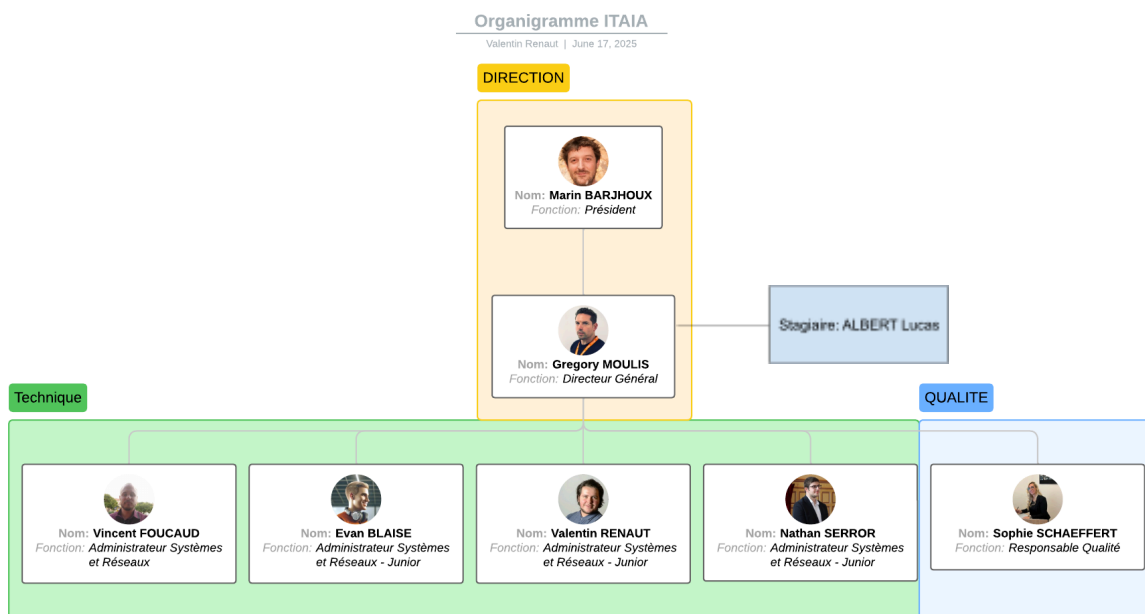 Organigramme ITAIA
Valentin Renaut | June 17, 2025
DIRECTION
Nom: Marin BARJHOUX
Fonction: Président
Nom: Gregory MOULIS
Fonction: Directeur Général
Stagiaire: ALBERT Lucas
Technique
QUALITE
Nom: Vincent FOUCAUD
Fonction: Administrateur Systèmes
et Réseaux
Nom: Evan BLAISE
Fonction: Administrateur Systèmes
et Réseaux - Junior
Nom: Valentin RENAUT
Fonction: Administrateur Systèmes
et Réseaux - Junior
Nom: Nathan SERROR
Fonction: Administrateur Systèmes
et Réseaux - Junior
Nom: Sophie SCHAEFFERT
Fonction: Responsable Qualité